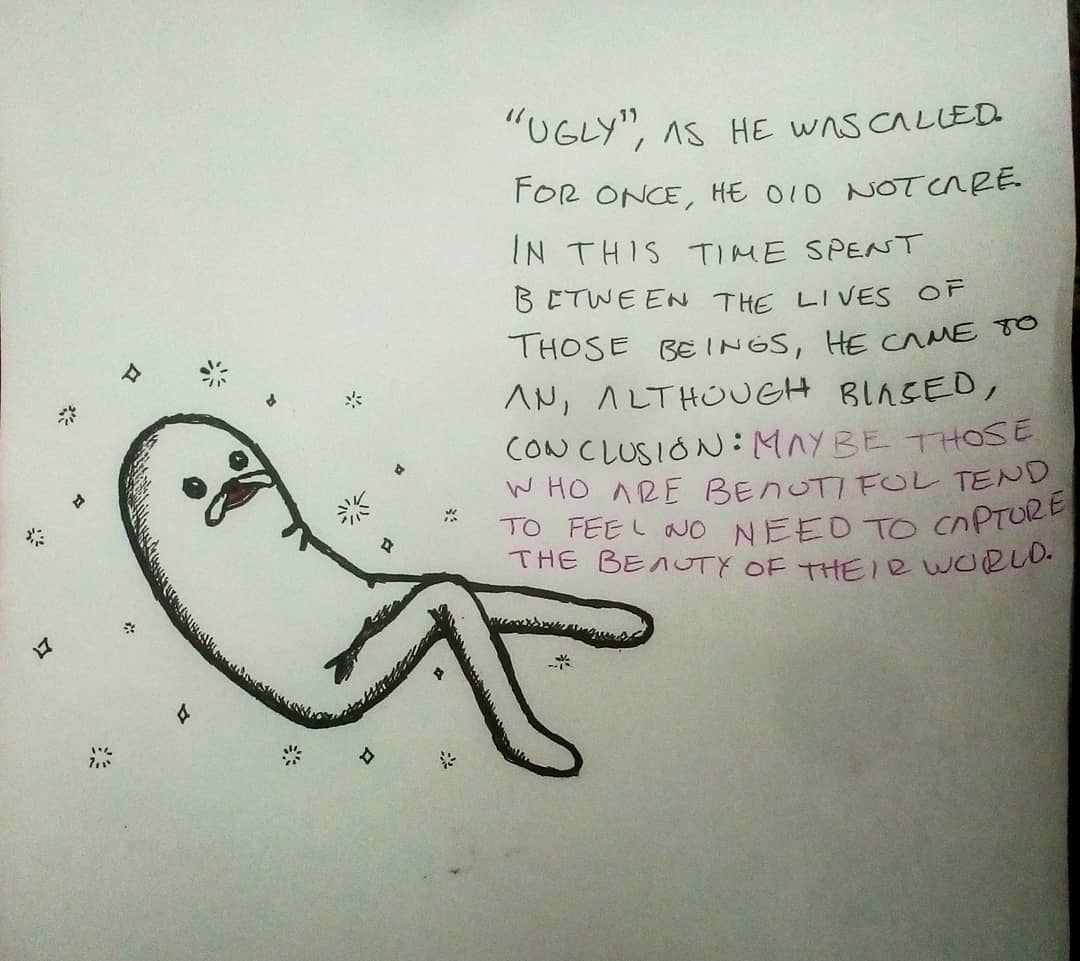 "UGLY", AS HE WAS CALLED.
FOR ONCE, HE DID NOT CARE.
IN THIS TIME SPENT
BETWEEN THE LIVES OF
THOSE BEINGS, HE CAME TO
AN, ALTHOUGH BIASED,
CONCLUSION: MAYBE THOSE
WHO ARE BEAUTIFUL TEND
TO FEEL NO NEED TO CAPTURE
THE BEAUTY OF THEIR WORLD.